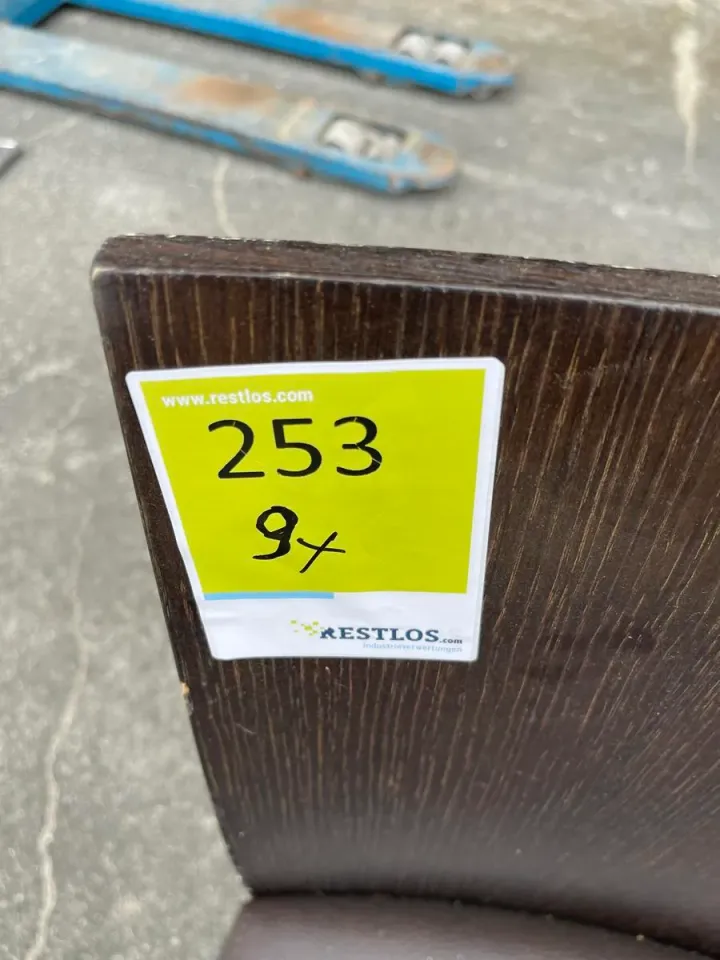 www.restlos.com
253
9x
RESTLOS.com
Industrieverwertungen